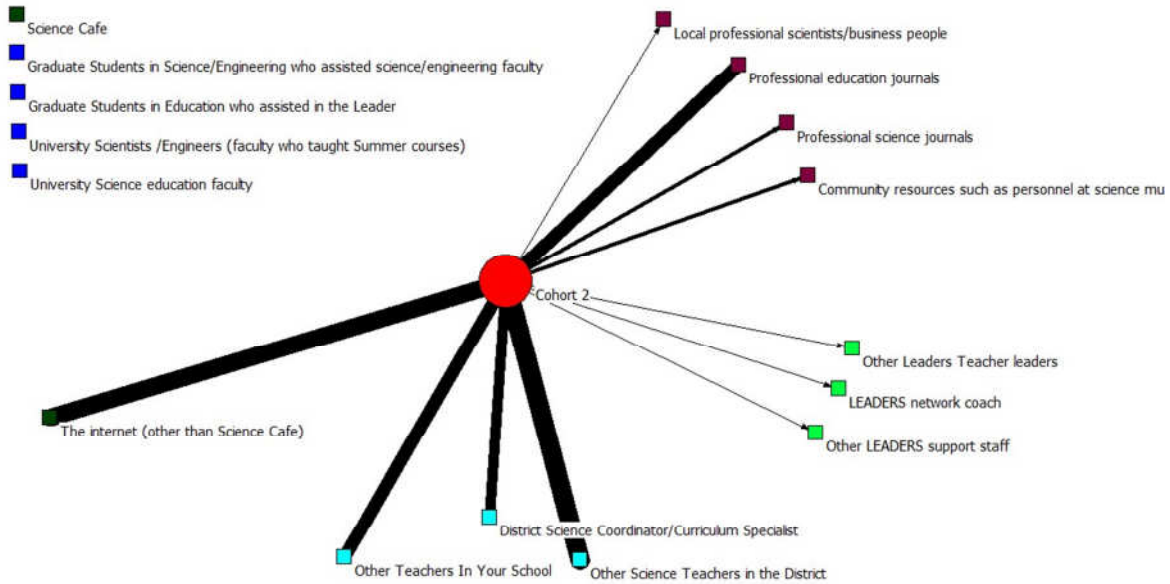 Science Cafe
Graduate Students in Science/Engineering who assisted science/engineering faculty
Graduate Students in Education who assisted in the Leader
University Scientists /Engineers (faculty who taught Summer courses)
University Science education faculty
Local professional scientists/business people
Professional education journals
Professional science journals
Community resources such as personnel at science mu
Cohort 2
Other Leaders Teacher leaders
LEADERS network coach
Other LEADERS support staff
The internet (other than Science Cafe)
District Science Coordinator/Curriculum Specialist
Other Teachers In Your School
Other Science Teachers in the District